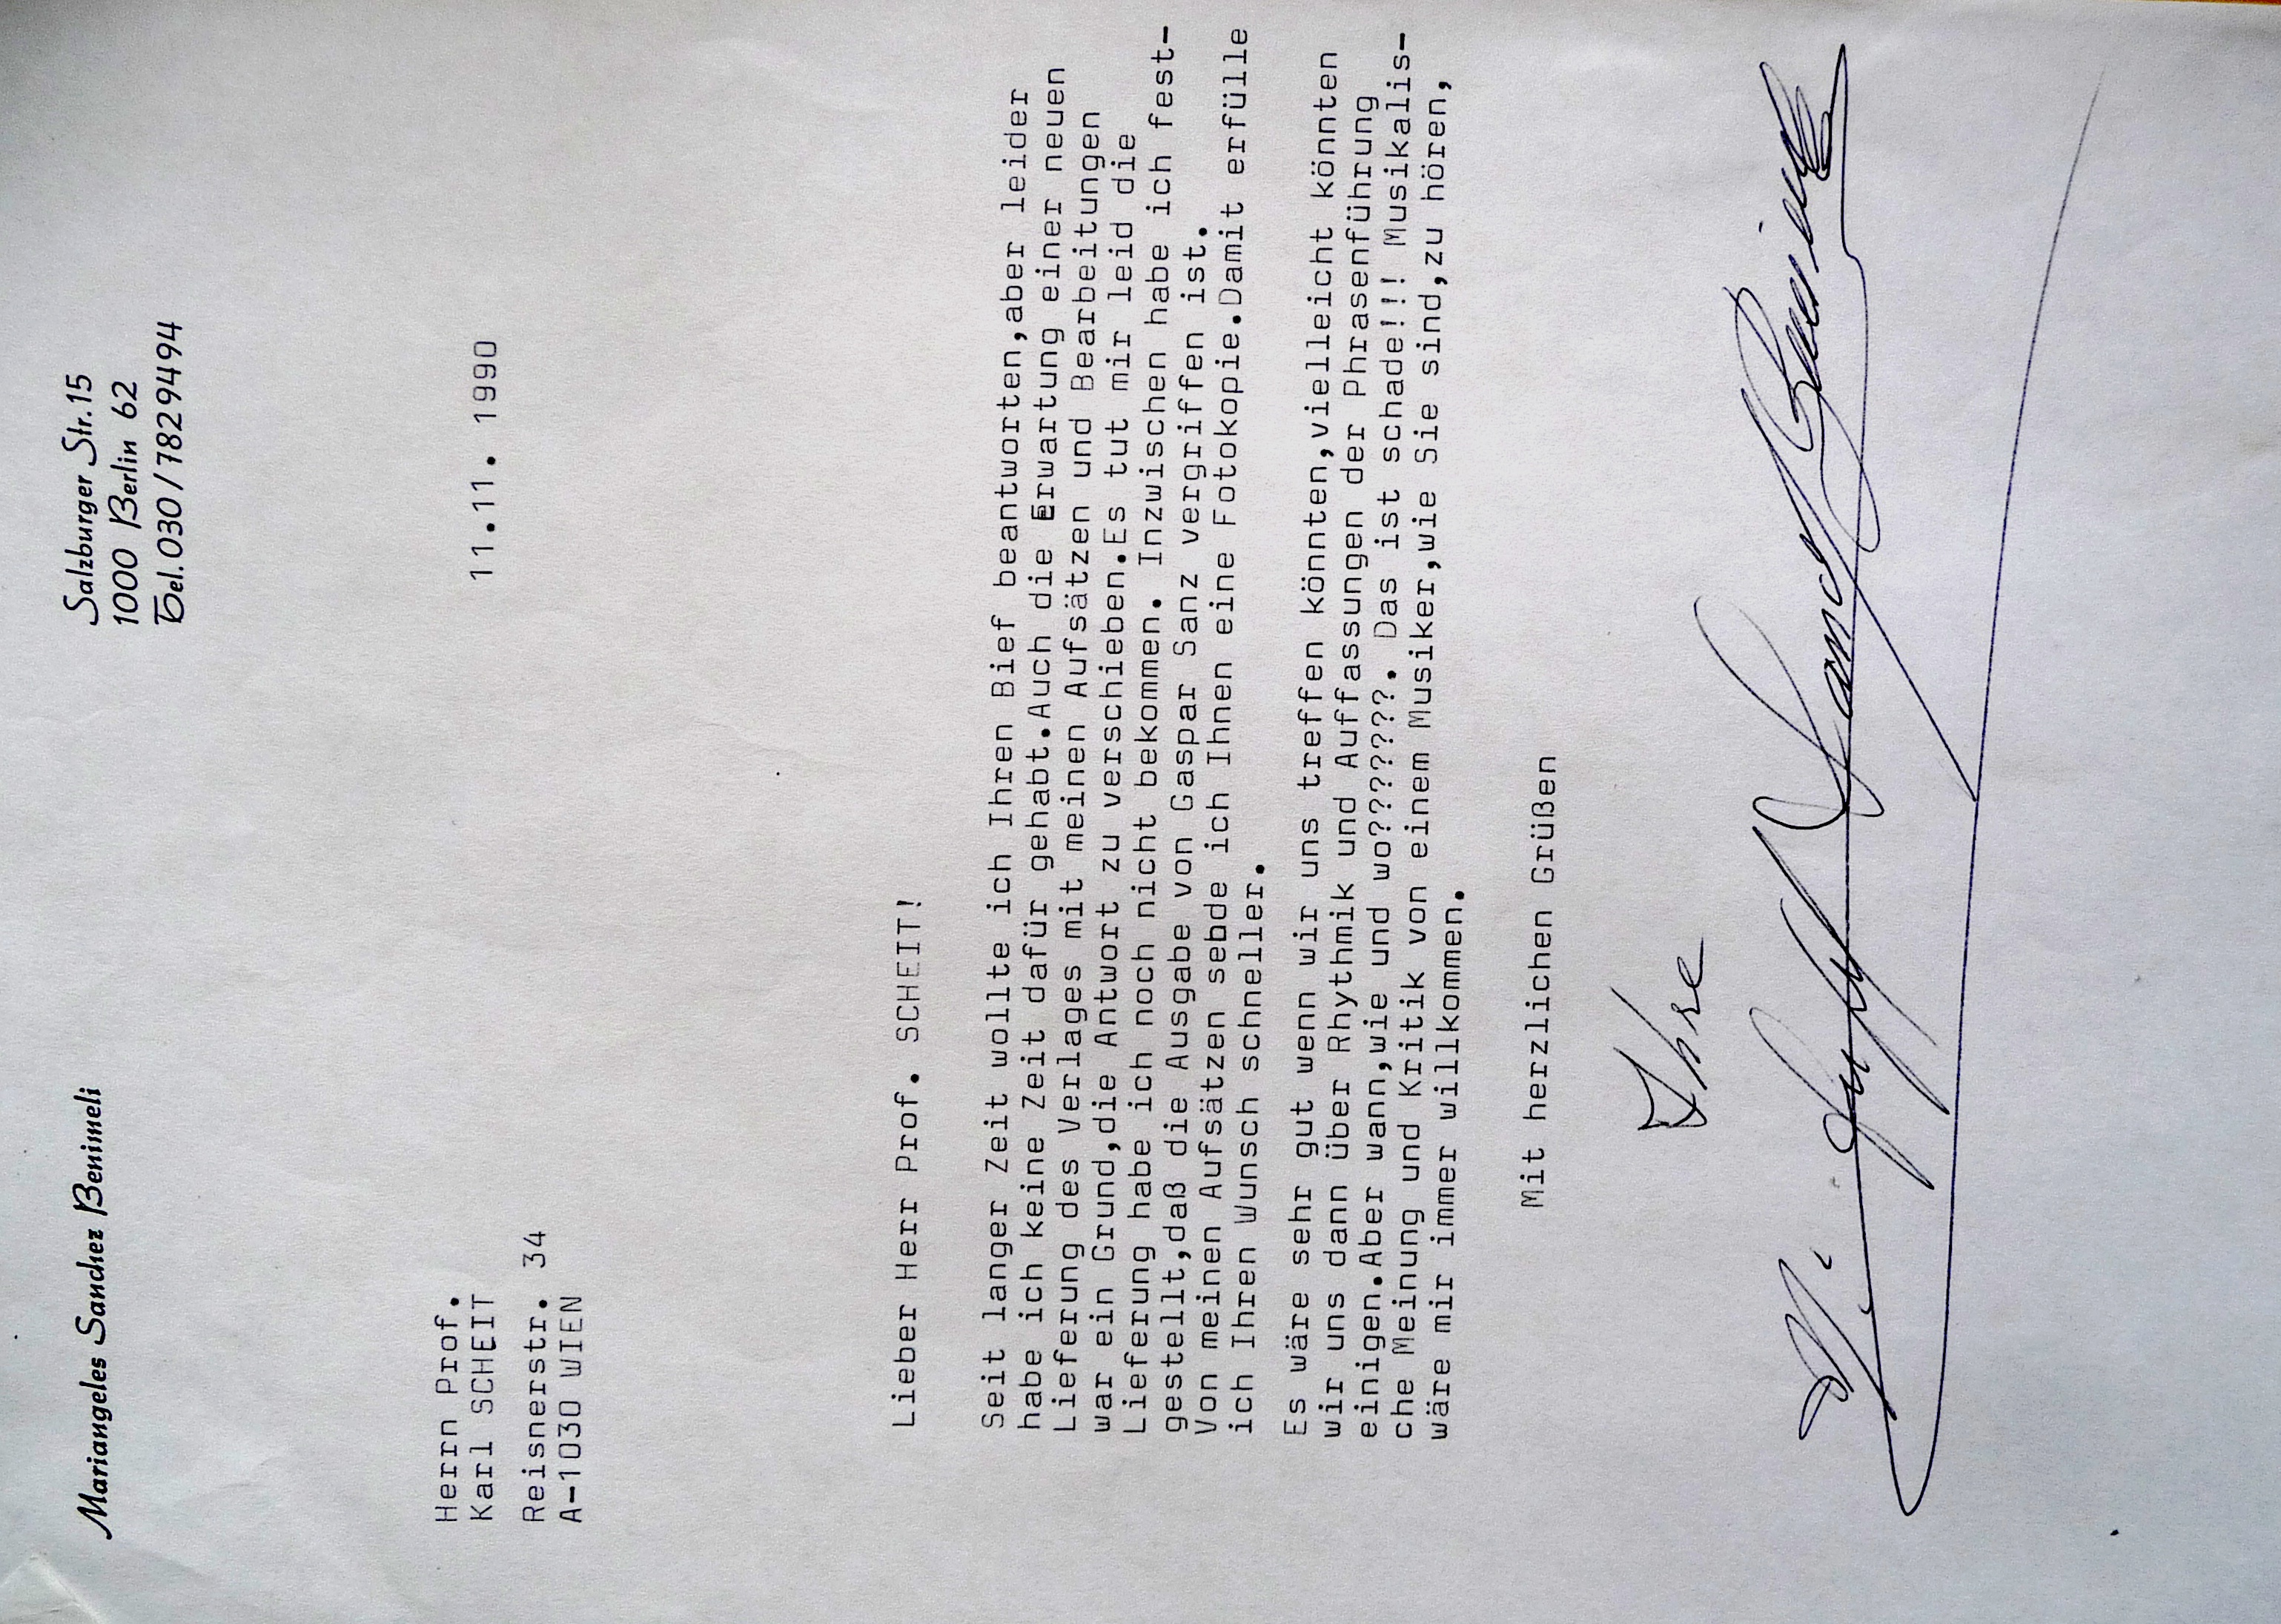 Mariangeles Sanchez Benimeli
Salzburger Str.15
1000 Berlin 62
Tel.030/78294494
Herrn Prof.
Karl SCHEIT
Reisnerstr. 34
A-1030 WIEN
11.11. 1990
Lieber Herr Prof. SCHEIT!
Seit langer Zeit wollte ich Ihren Bief beantworten,aber leider
habe ich keine Zeit dafür gehabt.Auch die Erwartung einer neuen
Lieferung des Verlages mit meinen Aufsätzen und Bearbeitungen
war ein Grund,die Antwort zu verschieben.Es tut mir leid die
Lieferung habe ich noch nicht bekommen. Inzwischen habe ich fest-
gestellt,daß die Ausgabe von Gaspar Sanz vergriffen ist.
Von meinen Aufsätzen sebde ich Ihnen eine Fotokopie.Damit erfülle
ich Ihren Wunsch schneller.
Es wäre sehr gut wenn wir uns treffen könnten,vielleicht könnten
wir uns dann über Rhythmik und Auffassungen der Phrasenführung
einigen.Aber wann,wie und wo????????. Das ist schade!!! Musikalis-
che Meinung und Kritik von einem Musiker,wie Sie sind,zu hören,
wäre mir immer willkommen.
Mit herzlichen Grüßen
Ihre